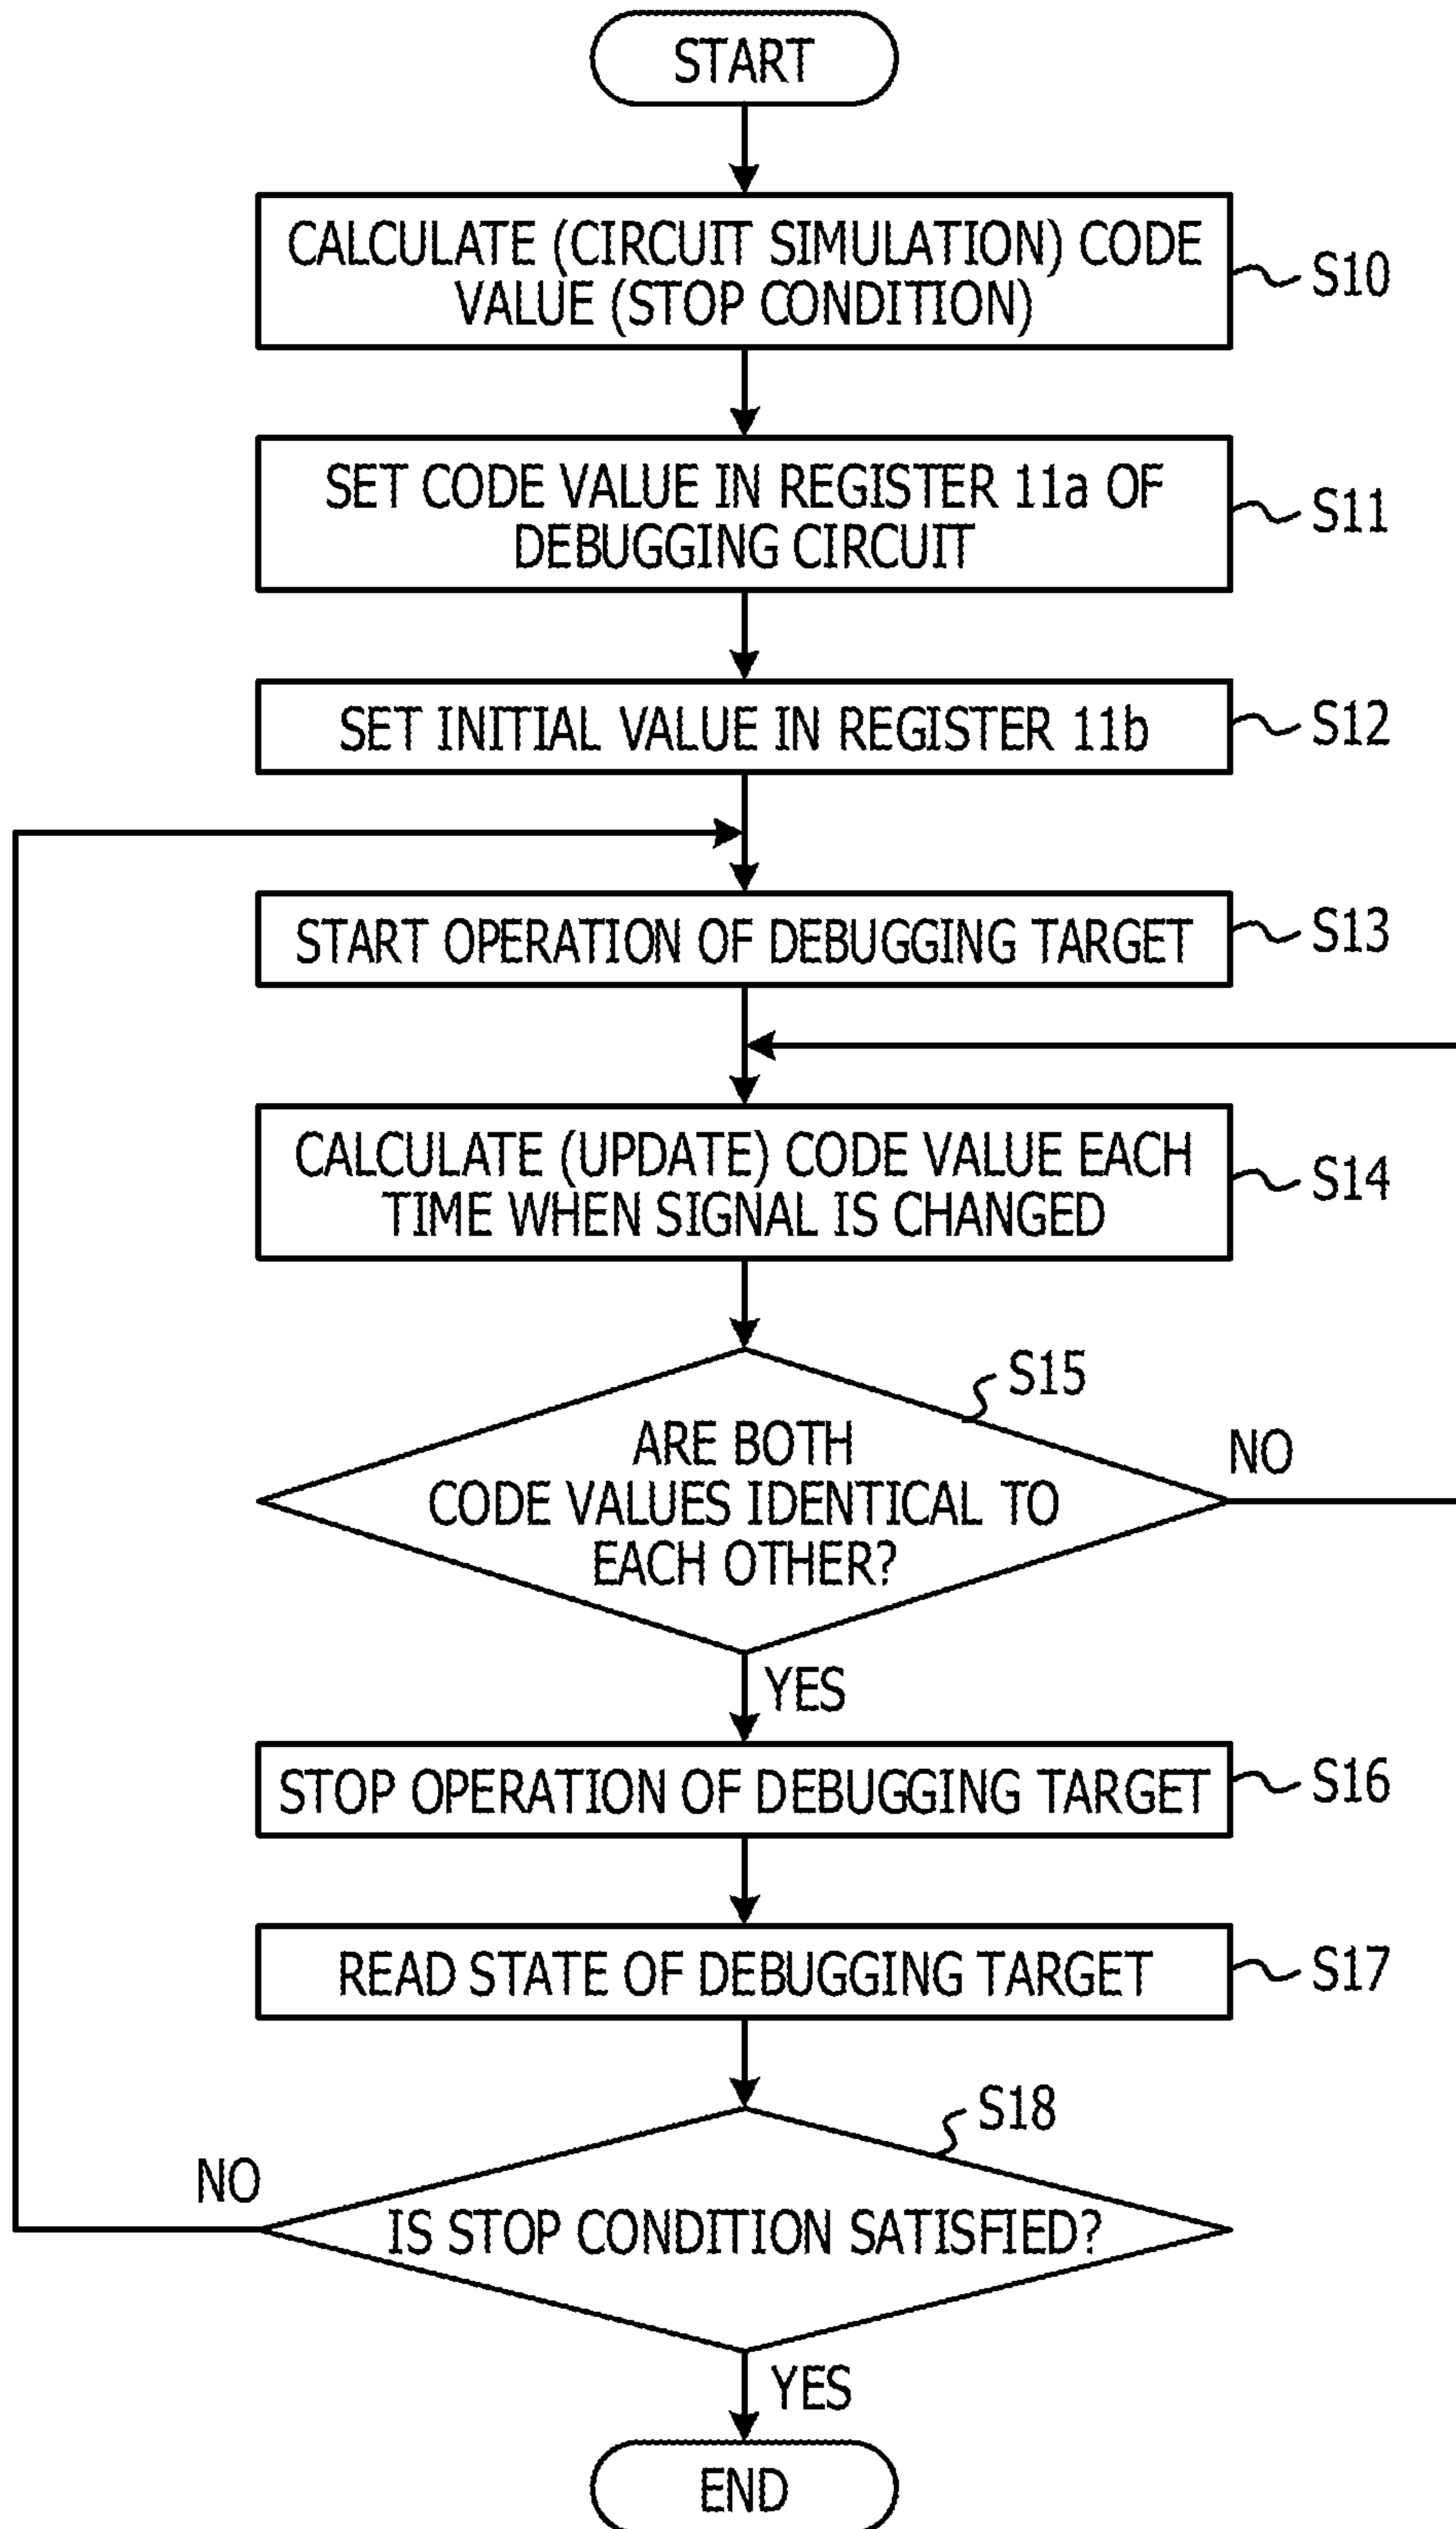 START
CALCULATE (CIRCUIT SIMULATION) CODE
VALUE (STOP CONDITION)
S10
SET CODE VALUE IN REGISTER 11a OF
DEBUGGING CIRCUIT
S11
SET INITIAL VALUE IN REGISTER 11b
S12
START OPERATION OF DEBUGGING TARGET
S13
CALCULATE (UPDATE) CODE VALUE EACH
TIME WHEN SIGNAL IS CHANGED
S14
S15
ARE BOTH
CODE VALUES IDENTICAL TO
EACH OTHER?
NO
YES
STOP OPERATION OF DEBUGGING TARGET
S16
READ STATE OF DEBUGGING TARGET
S17
S18
NO
IS STOP CONDITION SATISFIED?
YES
END